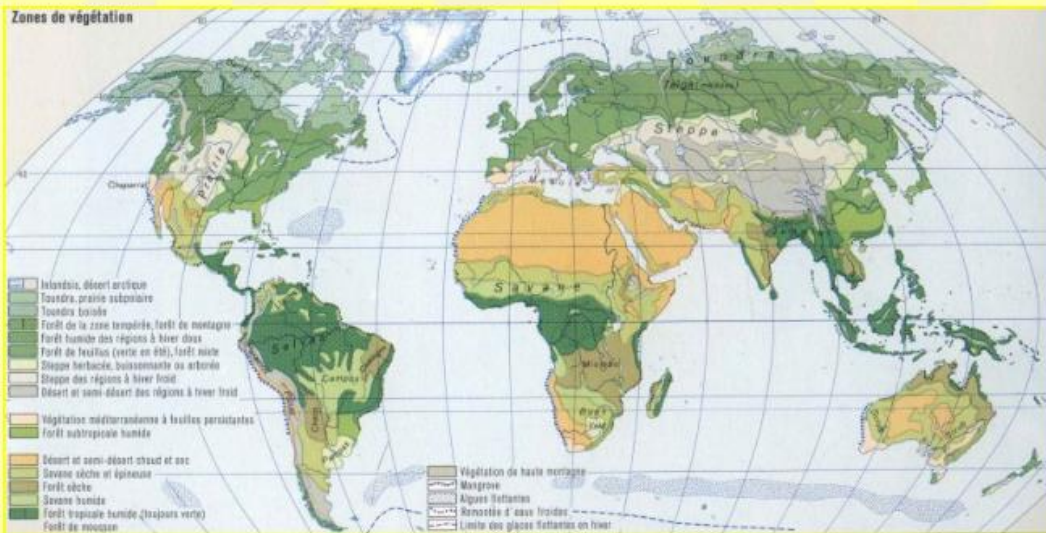 Zones de végétation
Toundra
Taïga
Steppe
Prairie
Chaparral
Savane
Selvas
Campos
Chaco
Pampas
Miombo
Veld
Inlandsis, désert arctique
Toundra, prairie subpolaire
Toundra boisée
Forêt de la zone tempérée, forêt de montagne
Forêt humide des régions à hiver doux
Forêt de feuillus (verte en été), forêt mixte
Steppe herbacée, buissonnante ou arborée
Steppe des régions à hiver froid
Désert et semi-désert des régions à hiver froid
Végétation méditerranéenne à feuilles persistantes
Forêt subtropicale humide
Désert et semi-désert chaud et sec
Savane sèche et épineuse
Forêt sèche
Savane humide
Forêt tropicale humide (toujours verte)
Forêt de mousson
Végétation de haute montagne
Mangrove
Algues flottantes
Remontée d'eaux froides
Limite des glaces flottantes en hiver